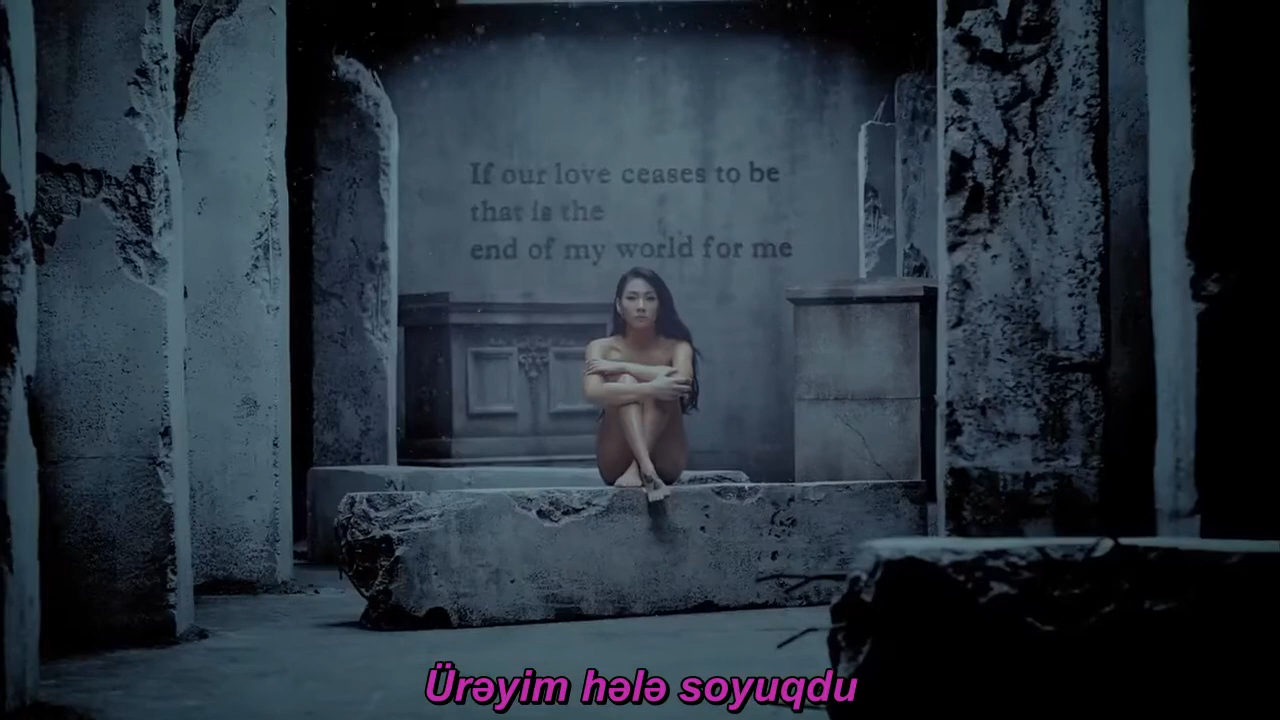 If our love ceases to be
that is the
end of my world for me
Ürəyim hələ soyuqdu